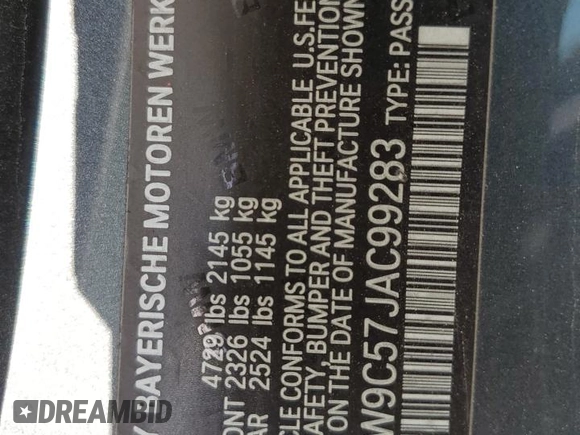 Y BAYERISCHE MOTOREN WERK
4729 lbs 2145 kg
ONT 2326 lbs 1055 kg
AR 2524 lbs 1145 kg
CLE CONFORMS TO ALL APPLICABLE U.S.FE
SAFETY, BUMPER AND THEFT PREVENTION
ON THE DATE OF MANUFACTURE SHOWN
W9C57JAC99283 TYPE: PASS
DREAMBID